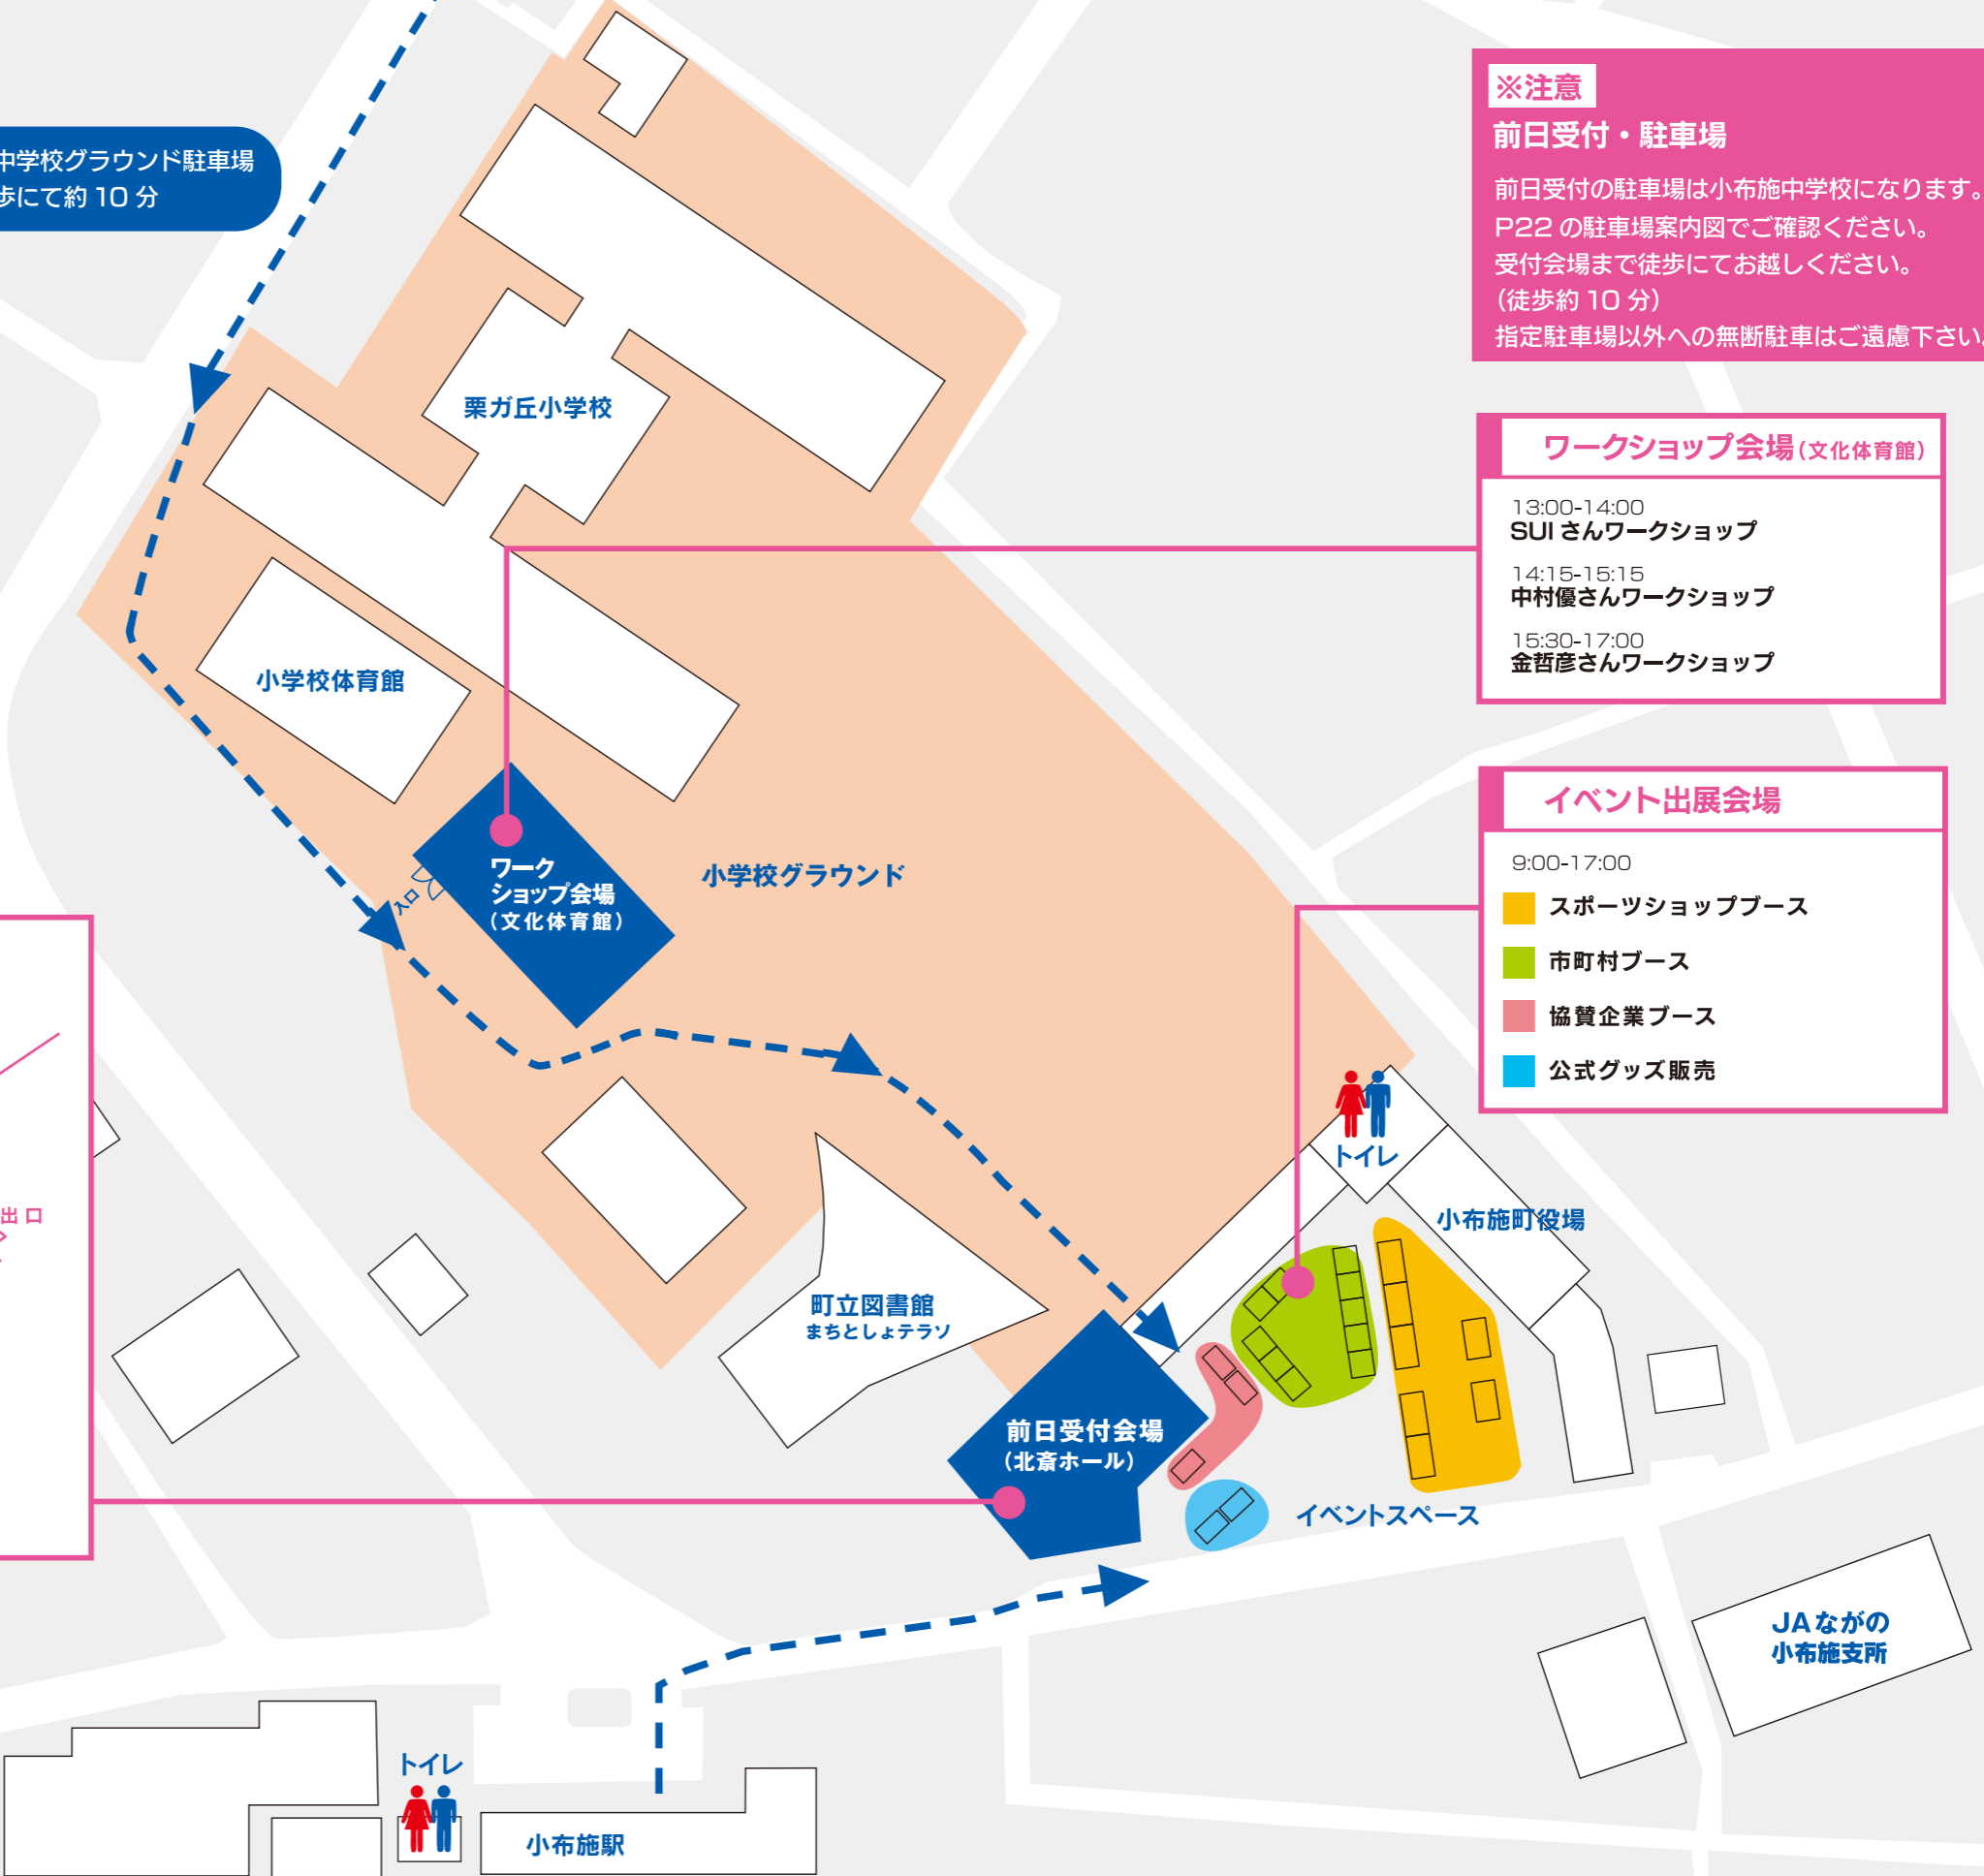 中学校グラウンド駐車場
歩にて約 10 分
※注意
前日受付・駐車場
前日受付の駐車場は小布施中学校になります。
P22 の駐車場案内図でご確認ください。
受付会場まで徒歩にてお越しください。
(徒歩約 10 分)
指定駐車場以外への無断駐車はご遠慮下さい。
栗ガ丘小学校
ワークショップ会場(文化体育館)
13:00-14:00
SUI さんワークショップ
14:15-15:15
中村優さんワークショップ
15:30-17:00
金哲彦さんワークショップ
小学校体育館
イベント出展会場
9:00-17:00
スポーツショップブース
市町村ブース
協賛企業ブース
公式グッズ販売
ワーク
ショップ会場
(文化体育館)
入口
小学校グラウンド
トイレ
小布施町役場
出口
町立図書館
まちとしょテラソ
前日受付会場
(北斎ホール)
イベントスペース
JAながの
小布施支所
トイレ
小布施駅